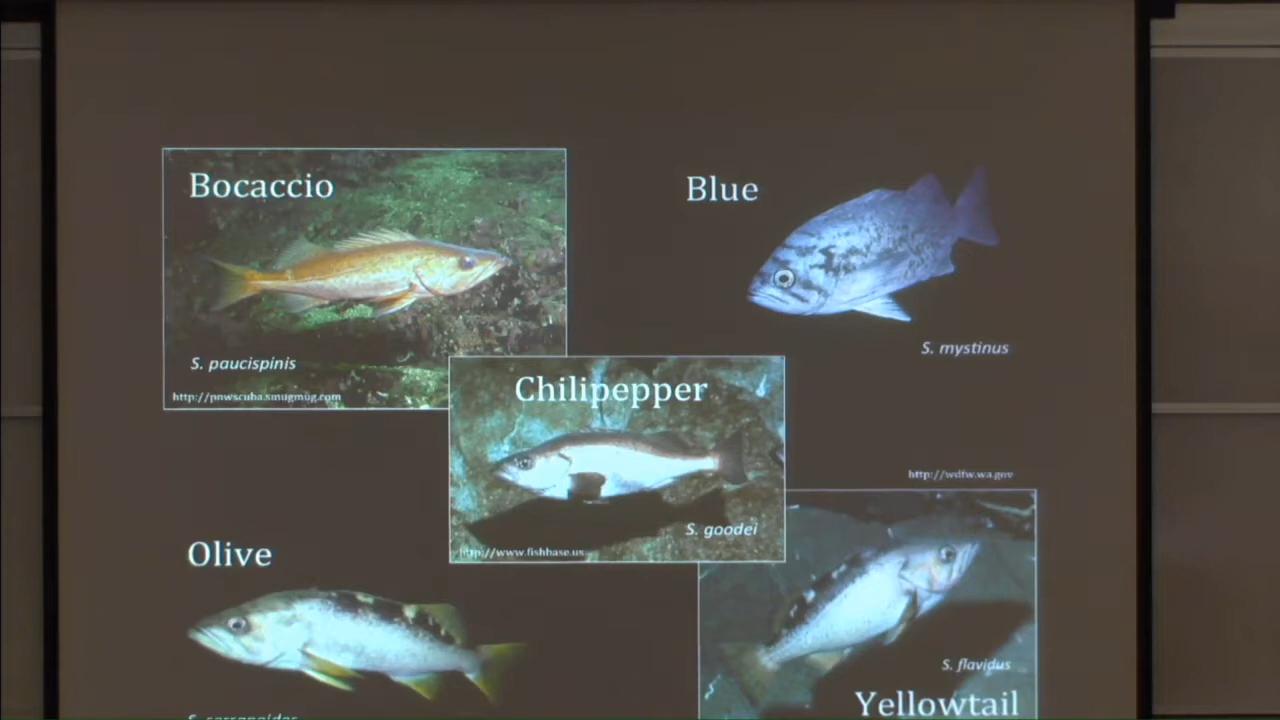 Bocaccio
S. paucispinis
http://pnwscuba.smugmug.com
Blue
S. mystinus
http://wdfw.wa.gov
Chilipepper
S. goodei
http://www.fishbase.us
Olive
S. flavidus
Yellowtail